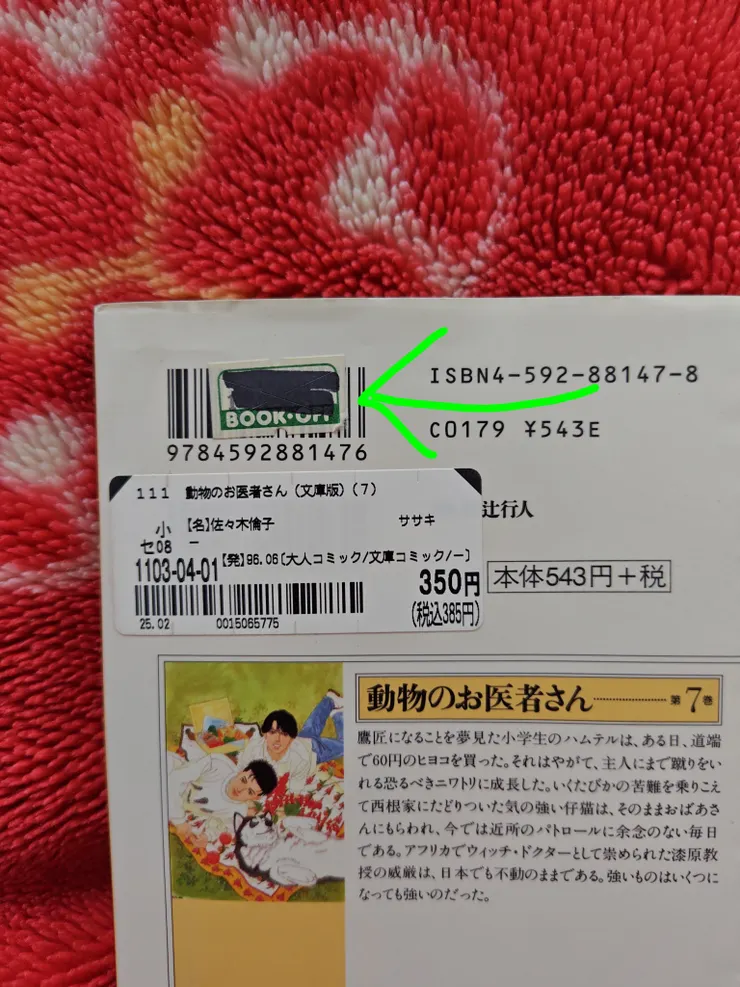 BOOK・OFF
ISBN4-592-88147-8
C0179 ¥543E
9784592881476
111 動物のお医者さん (文庫版) (7)
辻行人
小 【名】佐々木倫子 ササキ
セ08 ー
1103-04-01 【発】96.06〔大人コミック/文庫コミック/ー〕
350円
本体543円+税
(税込385円)
25.02 0015065775
動物のお医者さん 第7巻
鷹匠になることを夢見た小学生のハムテルは、ある日、道端
で60円のヒヨコを買った。それはやがて、主人にまで蹴りをい
れる恐るべきニワトリに成長した。いくたびかの苦難を乗りこえ
て西根家にたどりついた気の強い仔猫は、そのままおばあさ
んにもらわれ、今では近所のパトロールに余念のない毎日
である。アフリカでウィッチ・ドクターとして崇められた漆原教
授の威厳は、日本でも不動のままである。強いものはいくつに
なっても強いのだった。